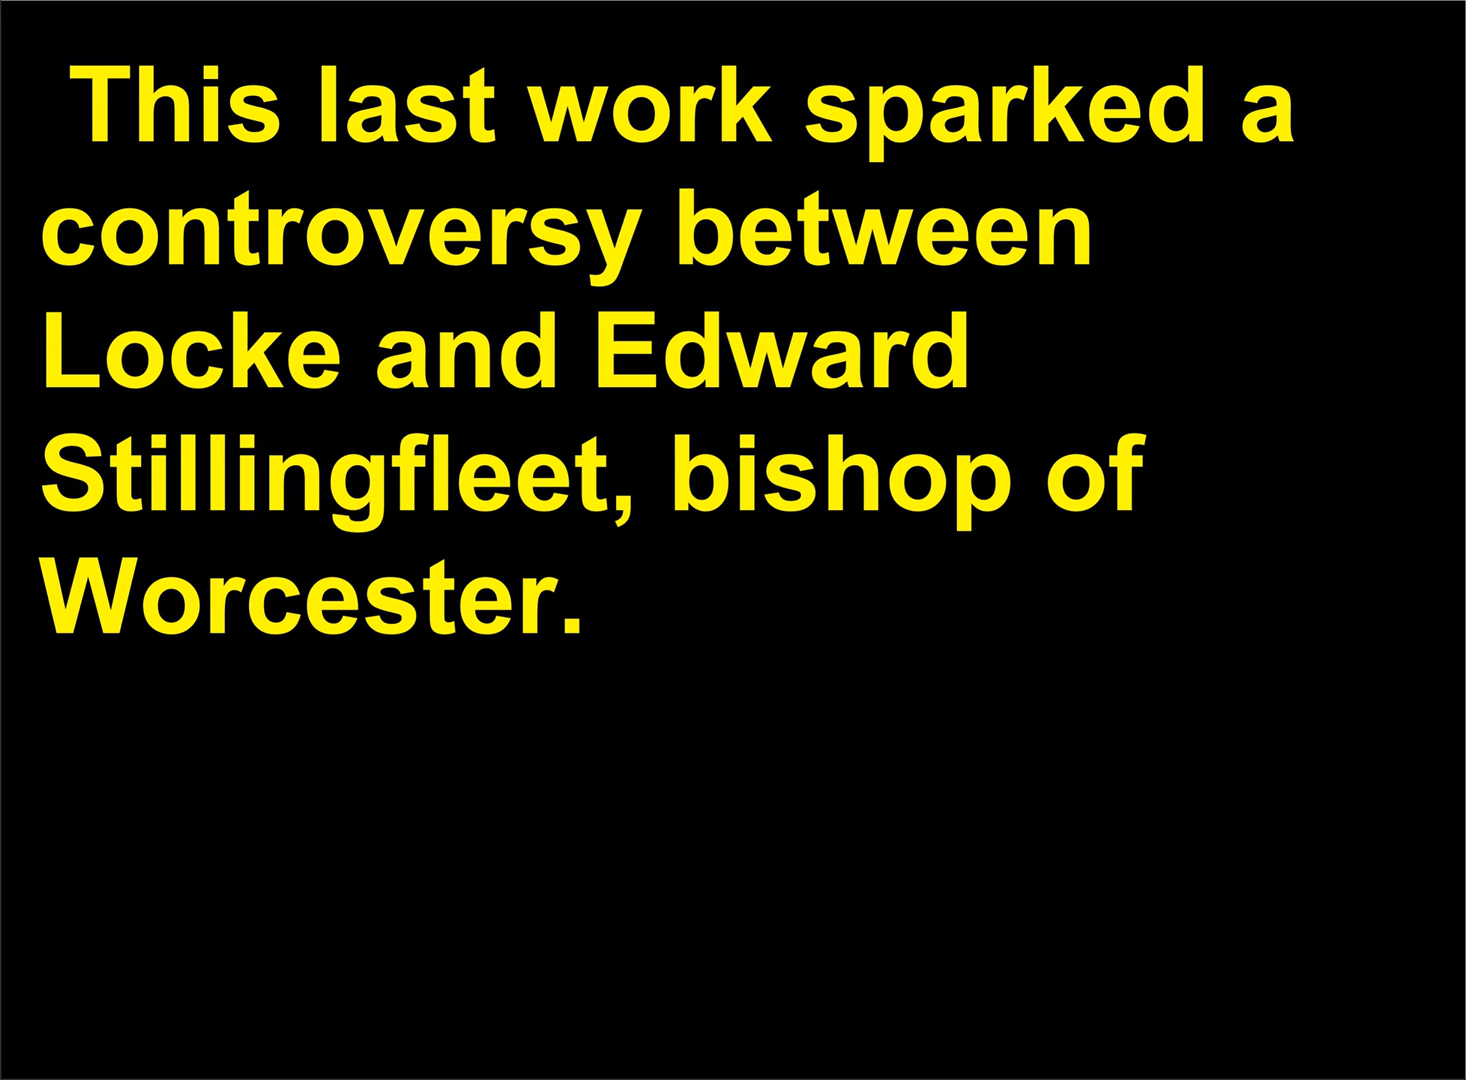 This last work sparked a
controversy between
Locke and Edward
Stillingfleet, bishop of
Worcester.